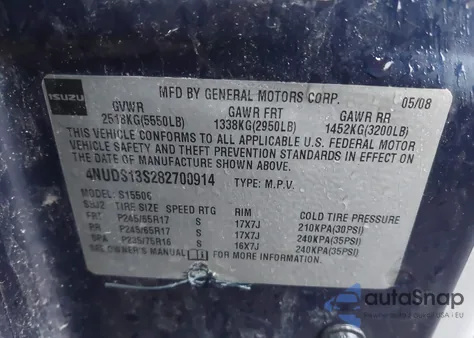 ISUZU
MFD BY GENERAL MOTORS CORP. 05/08
GVWR GAWR FRT GAWR RR
2518KG(5550LB) 1338KG(2950LB) 1452KG(3200LB)
THIS VEHICLE CONFORMS TO ALL APPLICABLE U.S. FEDERAL MOTOR
VEHICLE SAFETY AND THEFT PREVENTION STANDARDS IN EFFECT ON
THE DATE OF MANUFACTURE SHOWN ABOVE.
4NUDS13S282700914 TYPE: M.P.V.
MODEL: S15506
TIRE SIZE SPEED RTG RIM COLD TIRE PRESSURE
FRT P245/65R17 S 17X7J 210KPA(30PSI)
RR P245/65R17 S 17X7J 240KPA(35PSI)
SPA P235/75R16 S 16X7J 240KPA(35PSI)
SEE OWNER'S MANUAL FOR MORE INFORMATION.
autoSnap